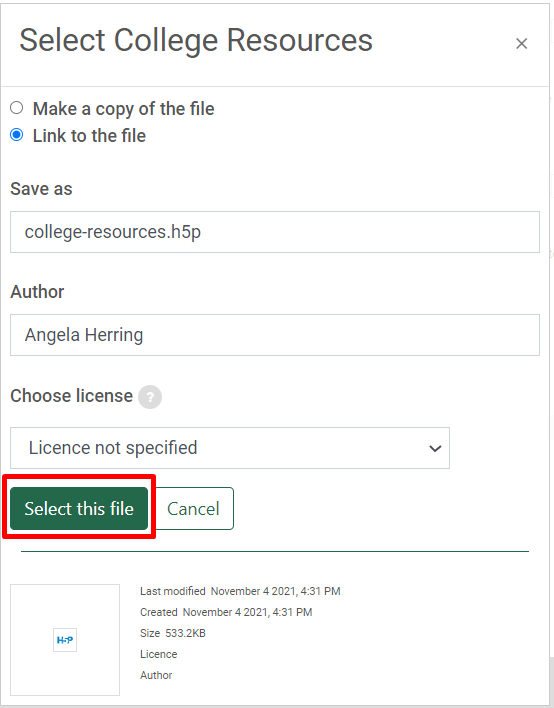 Select College Resources ×
Make a copy of the file
Link to the file
Save as
college-resources.h5p
Author
Angela Herring
Choose license ?
Licence not specified
Select this file Cancel
Last modified November 4 2021, 4:31 PM
Created November 4 2021, 4:31 PM
H5P Size 533.2KB
Licence
Author